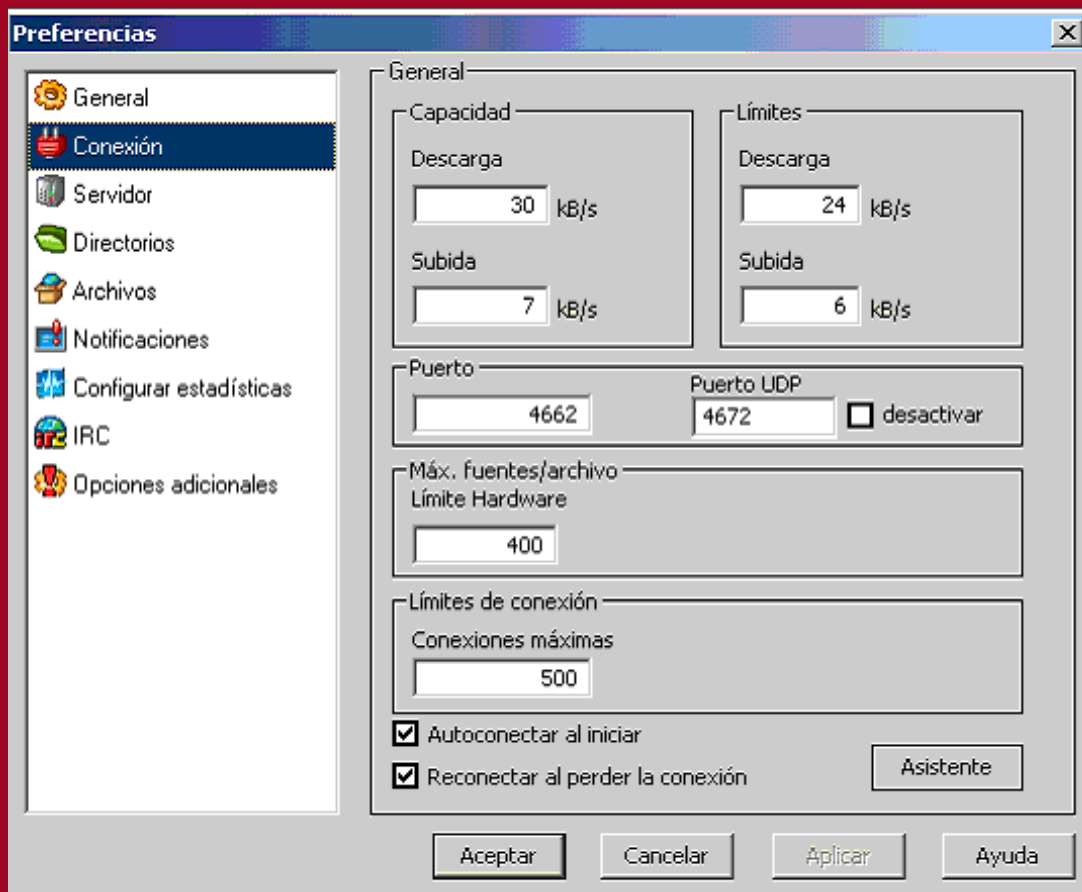 Preferencias
General
Conexión
Servidor
Directorios
Archivos
Notificaciones
Configurar estadísticas
IRC
Opciones adicionales
General
Capacidad
Descarga
30 kB/s
Subida
7 kB/s
Límites
Descarga
24 kB/s
Subida
6 kB/s
Puerto
4662
Puerto UDP
4672 desactivar
Máx. fuentes/archivo
Límite Hardware
400
Límites de conexión
Conexiones máximas
500
Autoconectar al iniciar
Reconectar al perder la conexión
Asistente
Aceptar Cancelar Aplicar Ayuda